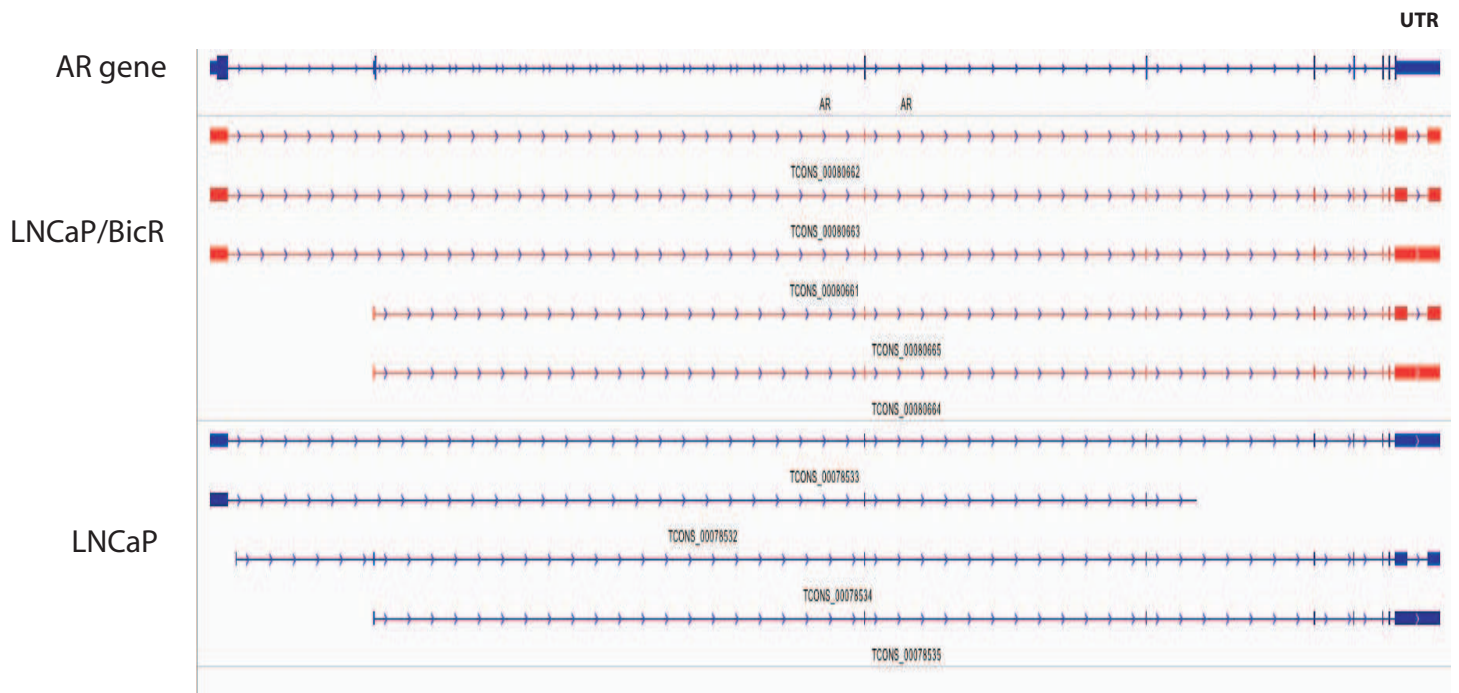 UTR
AR gene
AR AR
TCONS_00080662
LNCaP/BicR
TCONS_00080663
TCONS_00080661
TCONS_00080665
TCONS_00080664
TCONS_00078533
LNCaP
TCONS_00078532
TCONS_00078534
TCONS_00078535